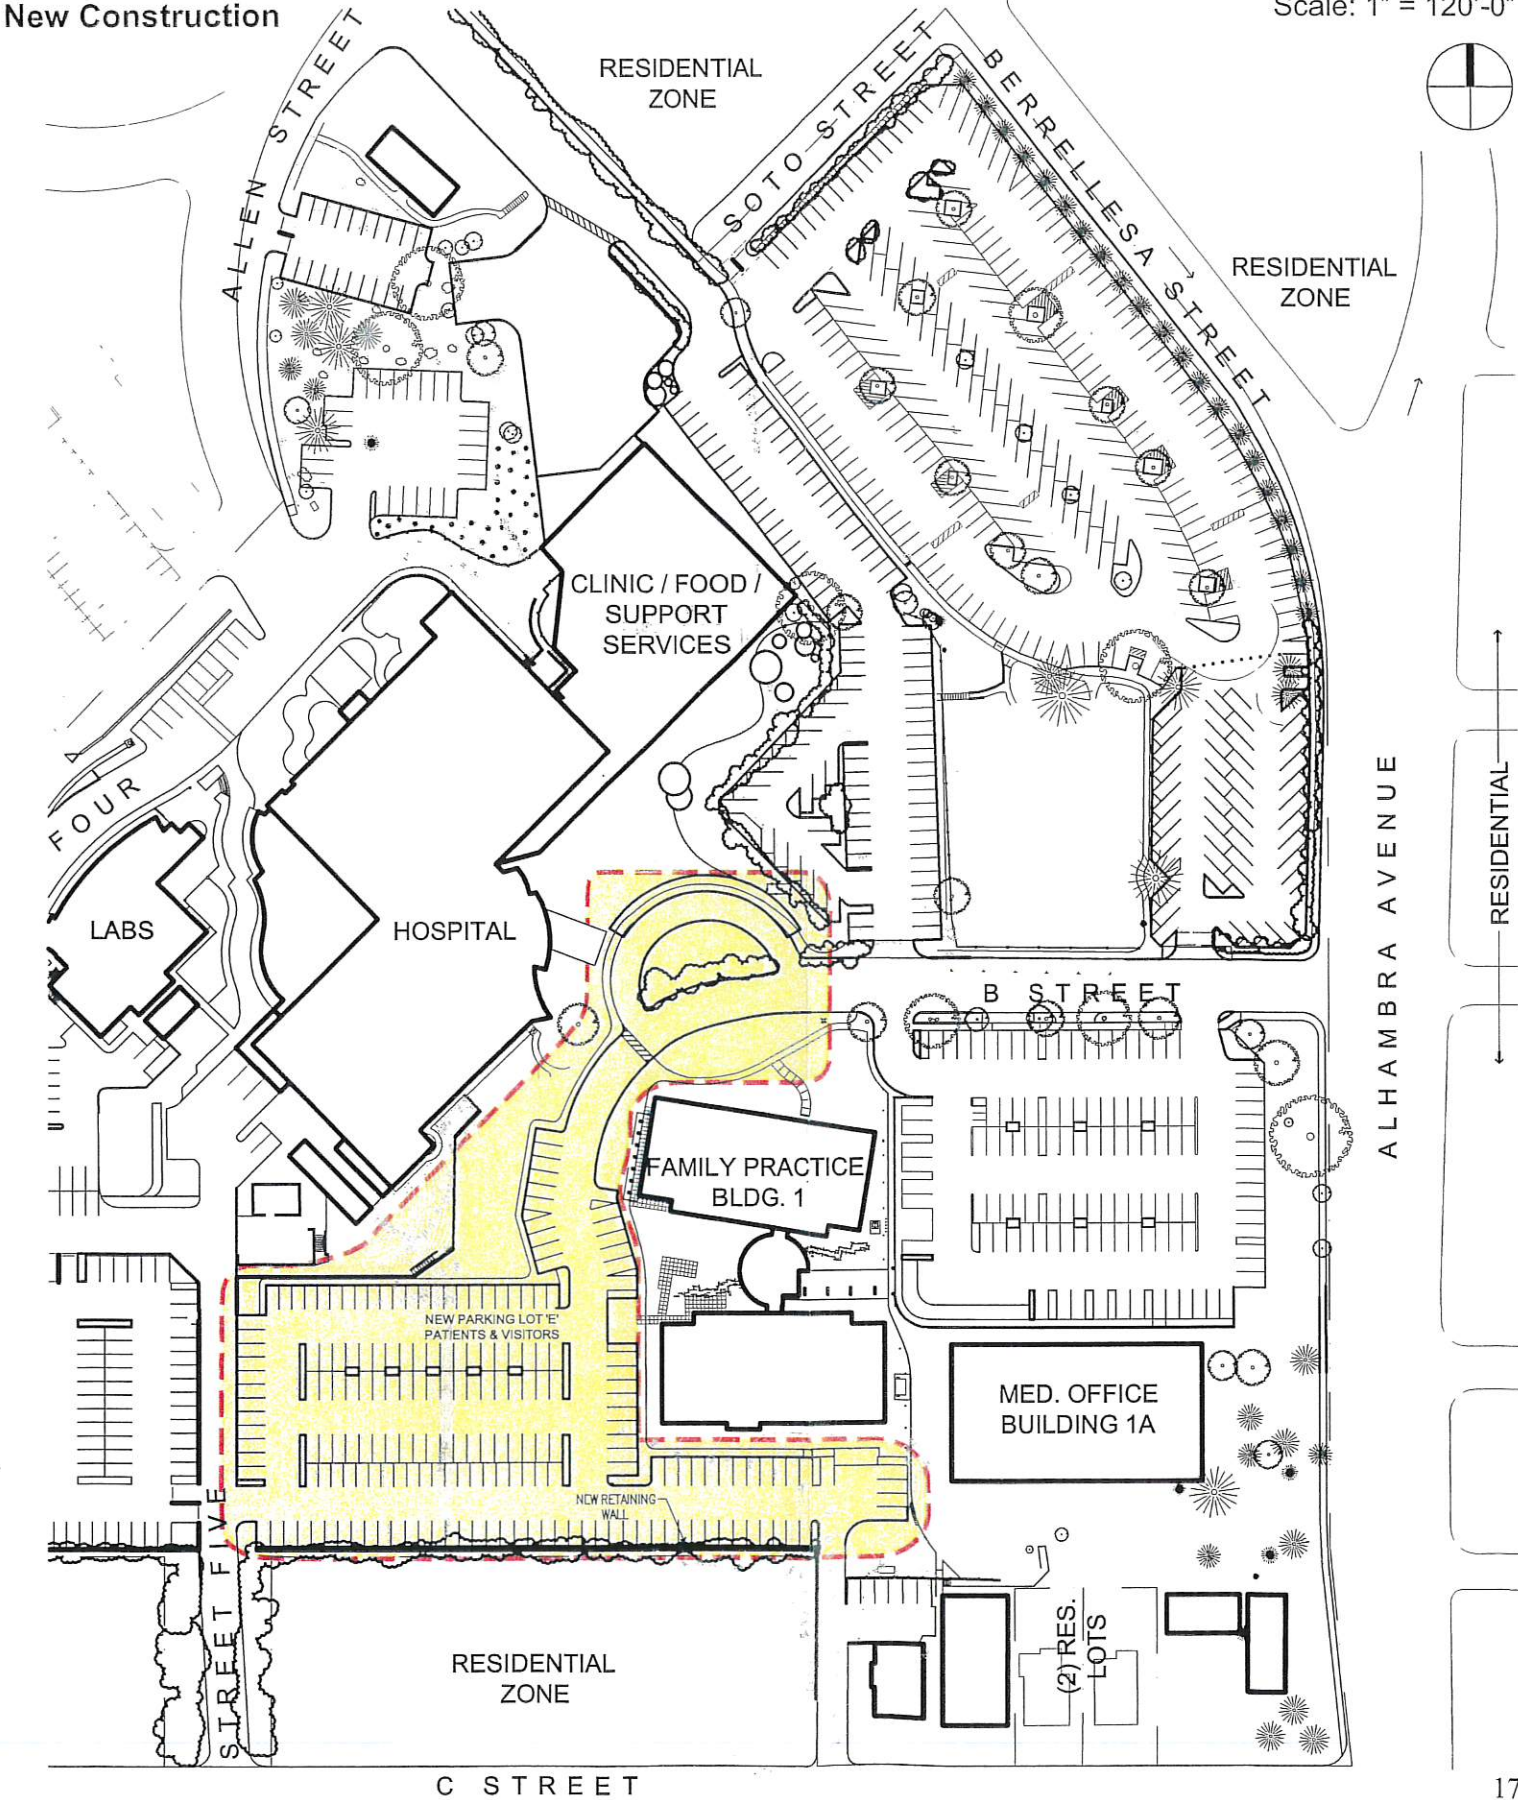 New Construction
Scale: 1" = 120'-0"
ALLEN STREET
RESIDENTIAL
ZONE
SOTO STREET
BERRELLESA STREET
RESIDENTIAL
ZONE
CLINIC / FOOD /
SUPPORT
SERVICES
FOUR
LABS
HOSPITAL
B STREET
ALHAMBRA AVENUE
RESIDENTIAL
FAMILY PRACTICE
BLDG. 1
NEW PARKING LOT 'E'
PATIENTS & VISITORS
MED. OFFICE
BUILDING 1A
NEW RETAINING
WALL
STREET FIVE
RESIDENTIAL
ZONE
(2) RES.
LOTS
C STREET
17